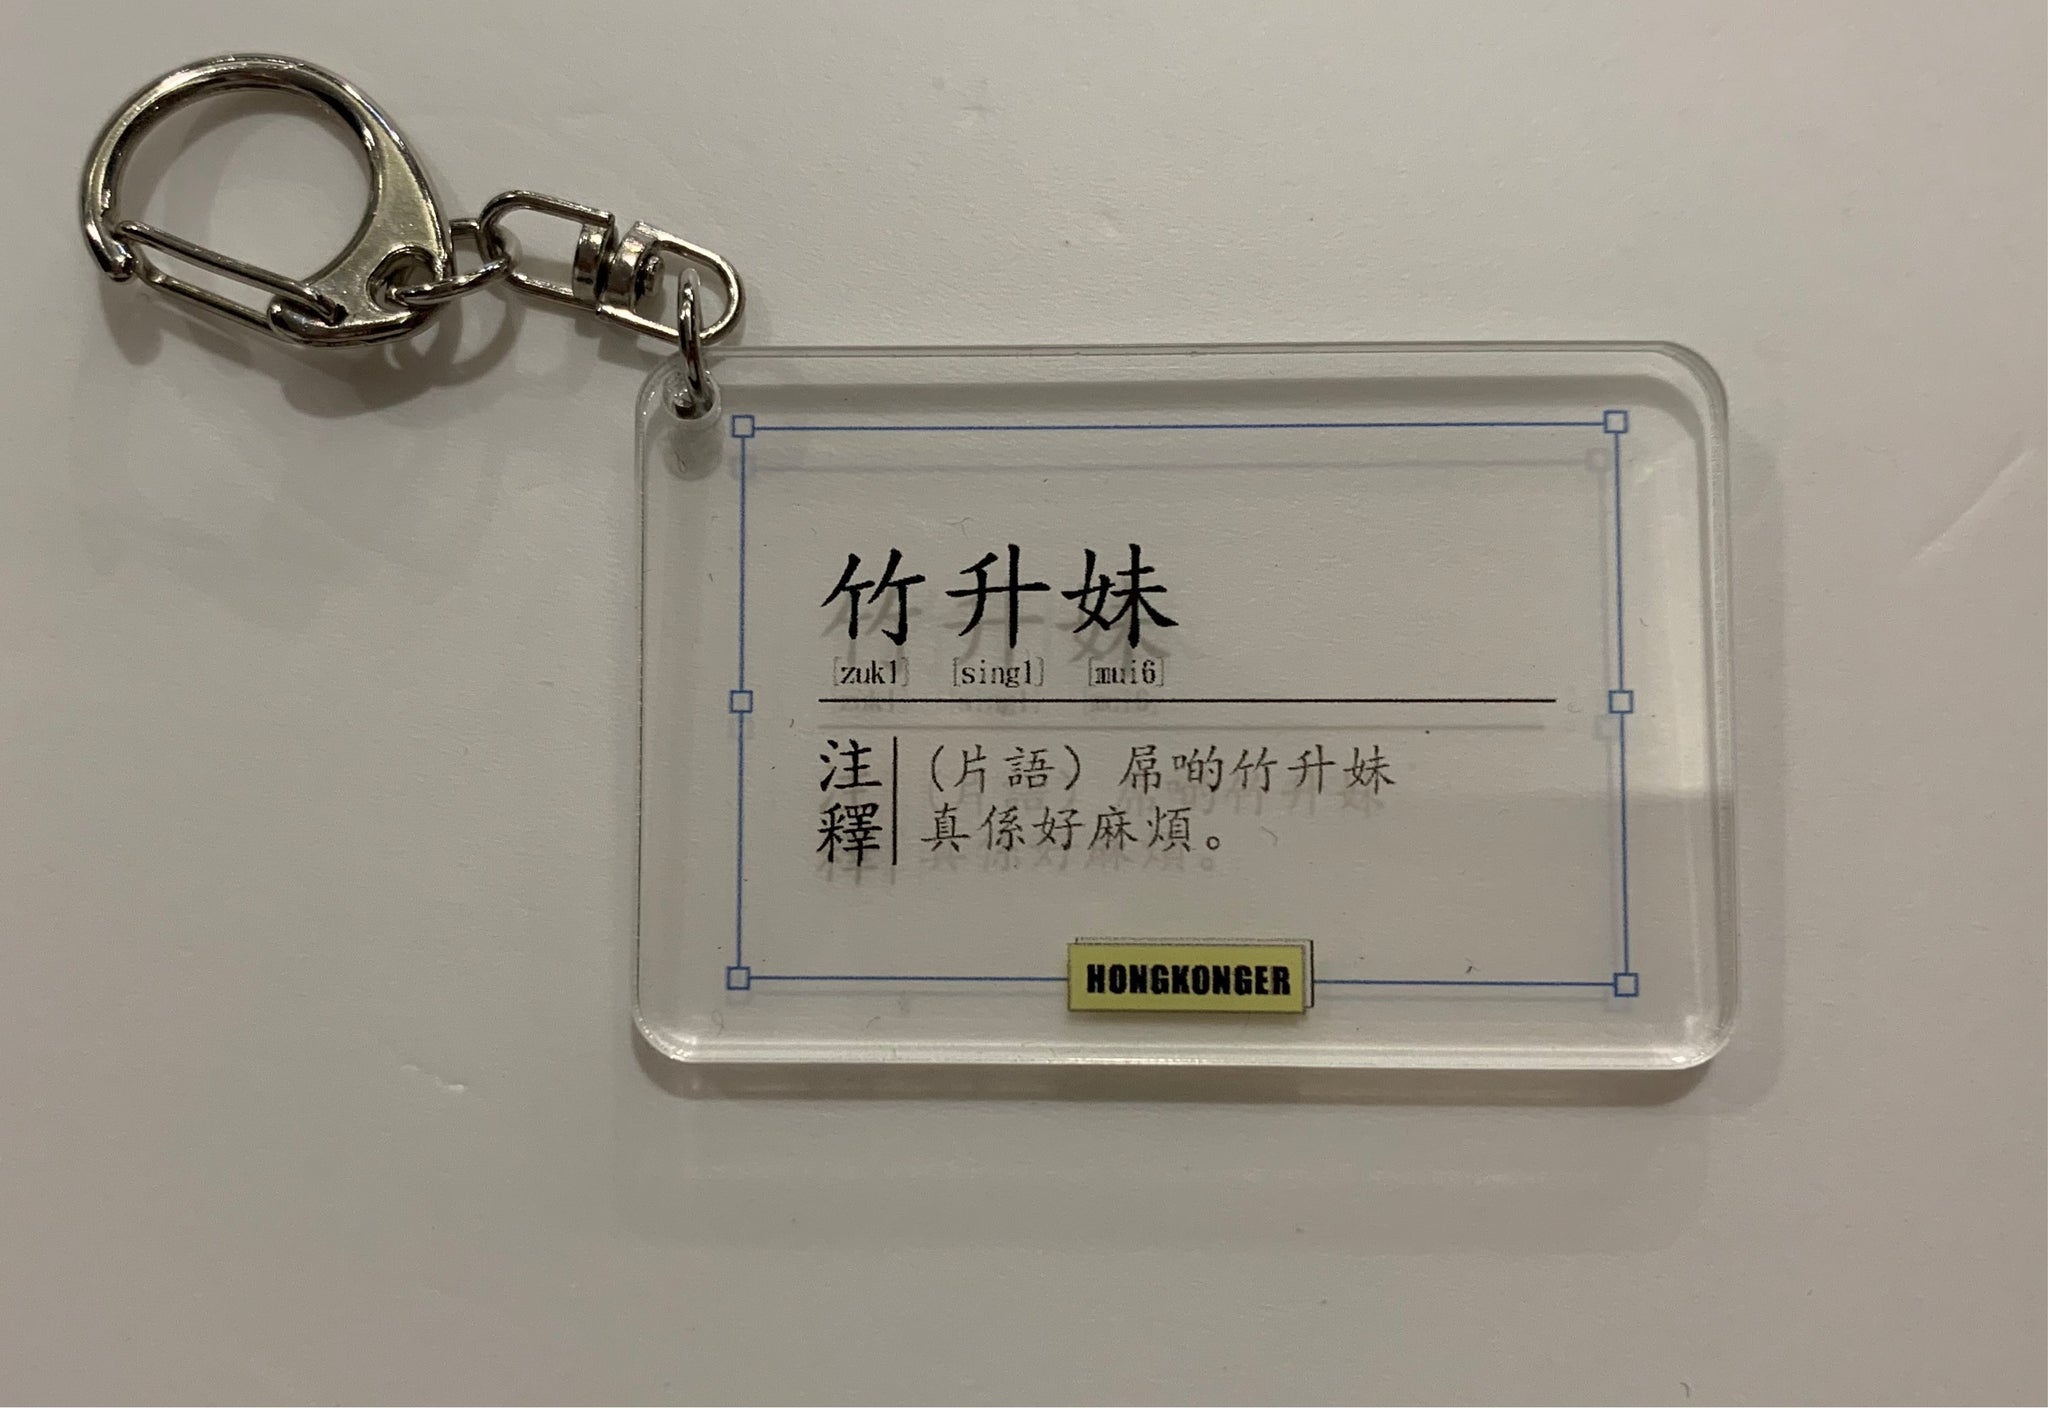 竹升妹
[zuk1] [sing1] [mui6]
注釋
（片語）屌啲竹升妹
真係好麻煩。
HONGKONGER